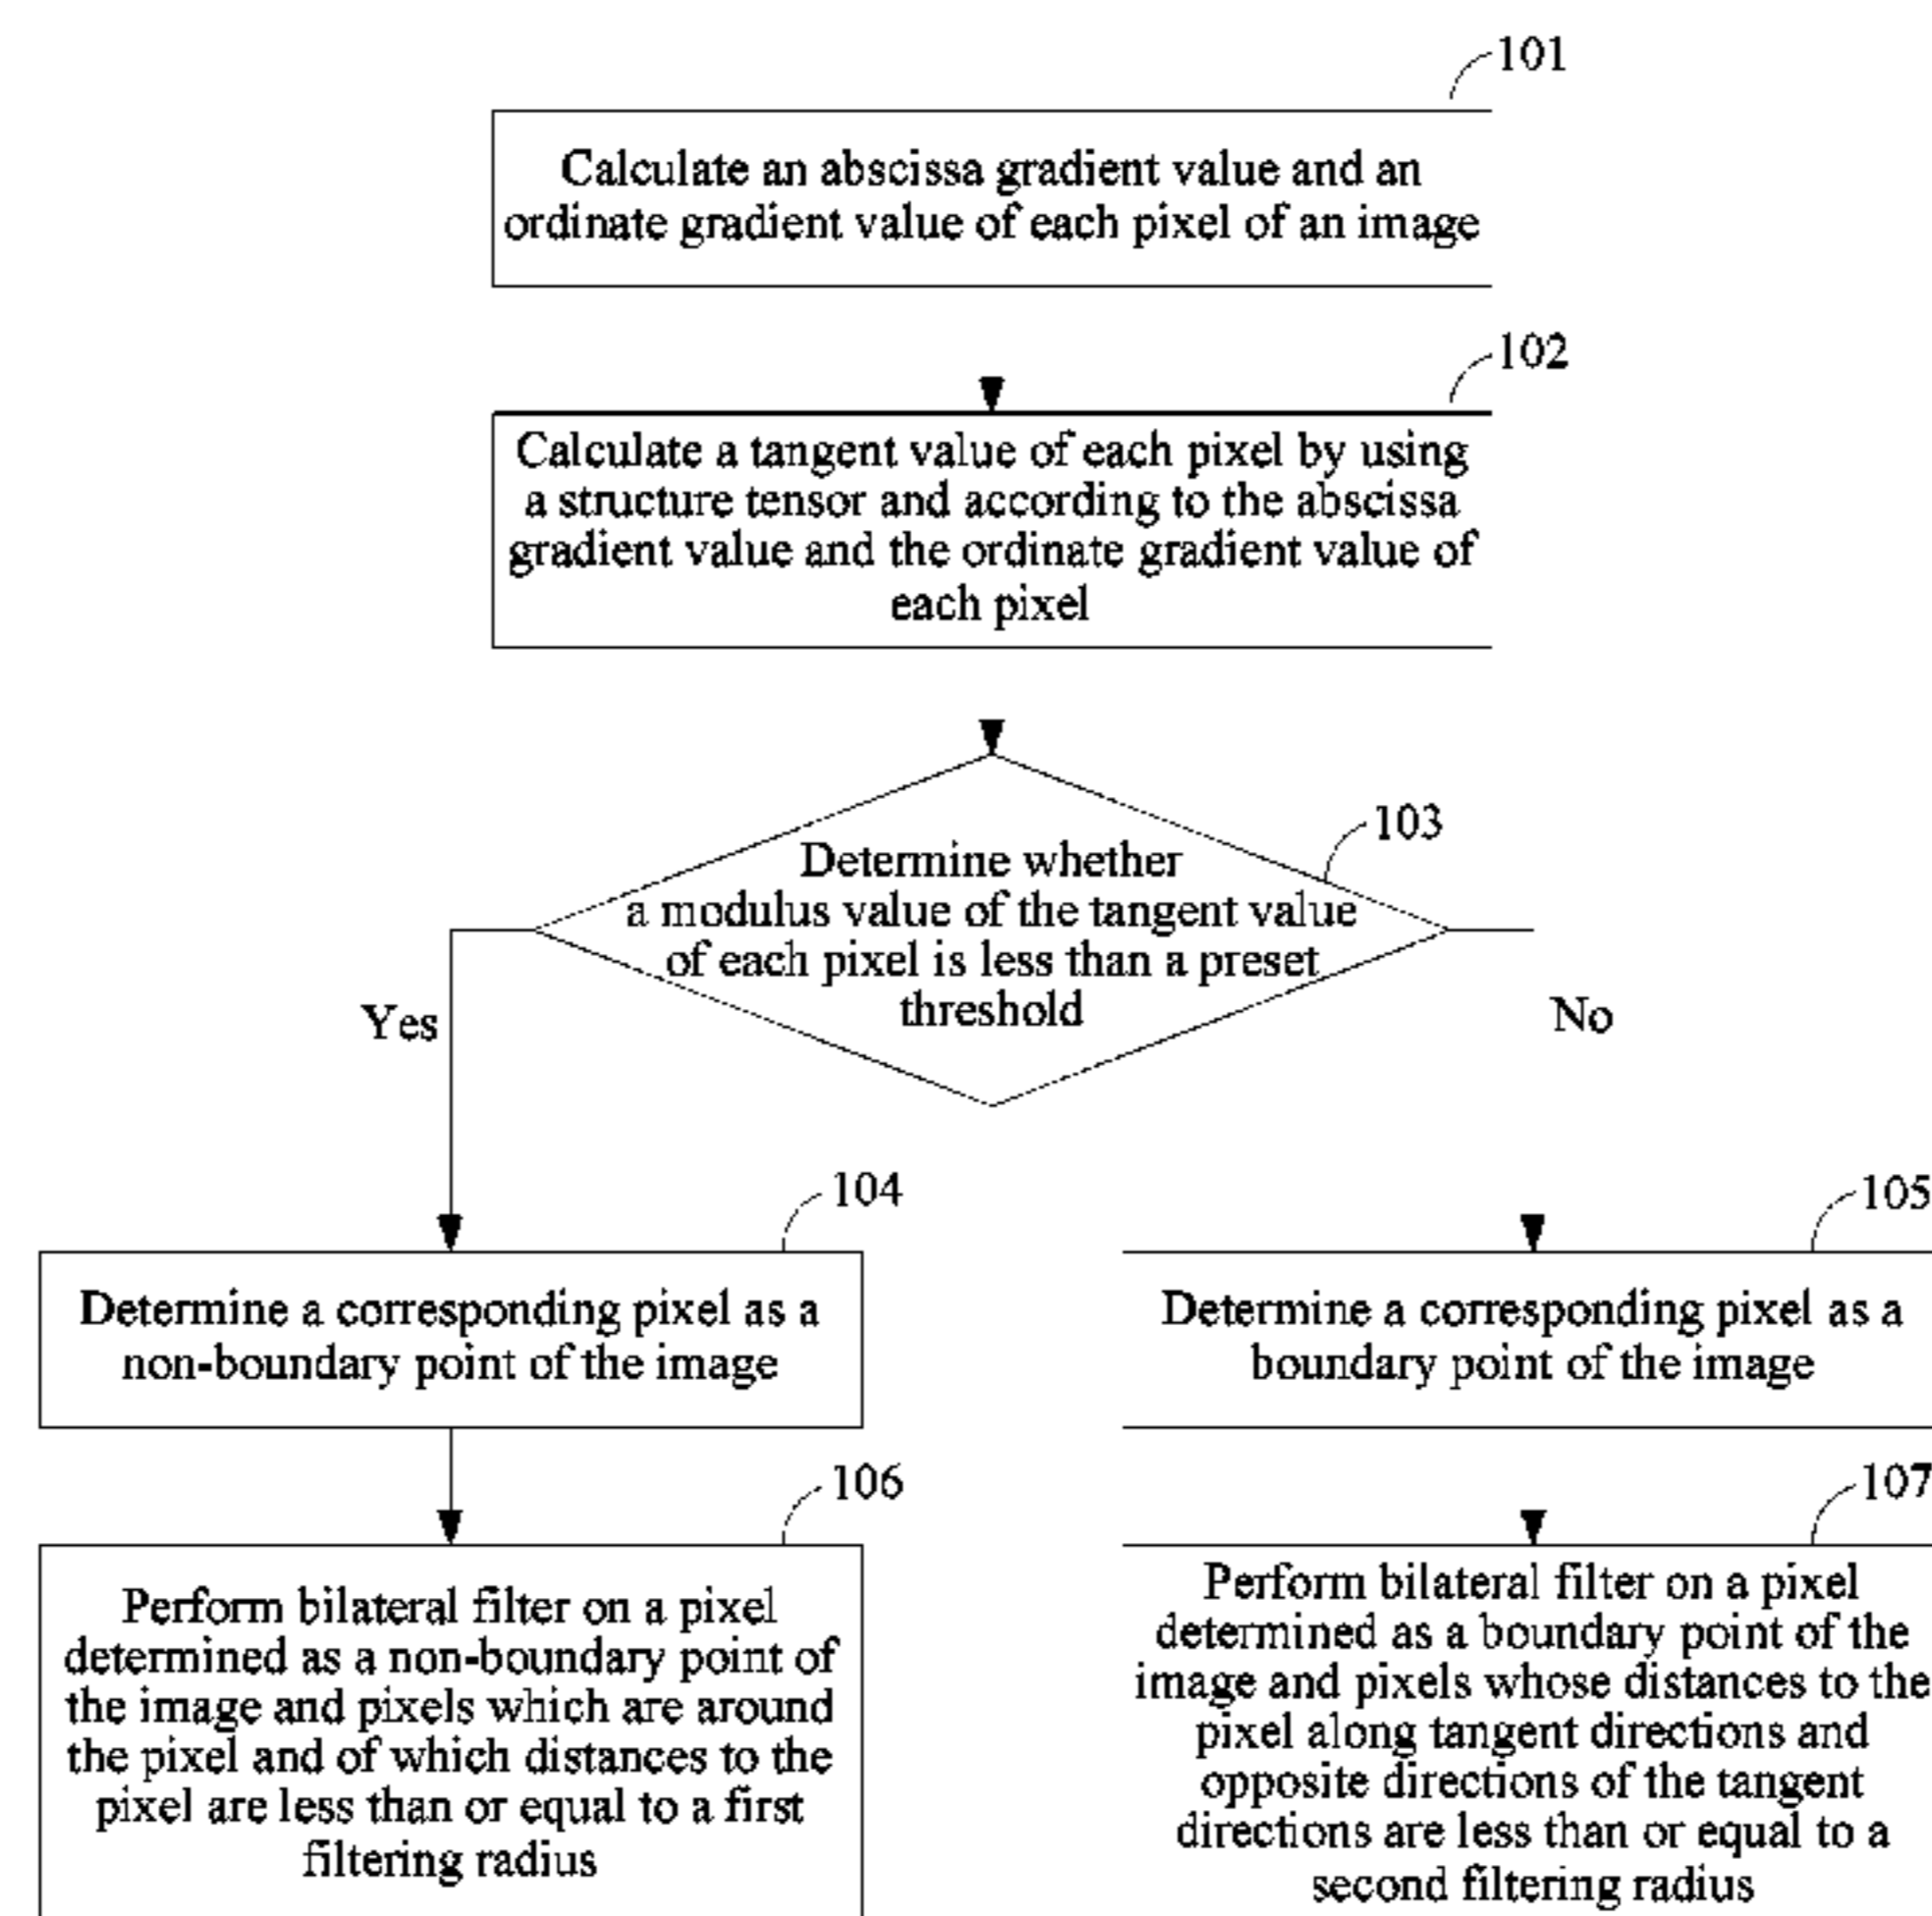 101
Calculate an abscissa gradient value and an
ordinate gradient value of each pixel of an image
102
Calculate a tangent value of each pixel by using
a structure tensor and according to the abscissa
gradient value and the ordinate gradient value of
each pixel
103
Determine whether
a modulus value of the tangent value
of each pixel is less than a preset
threshold
Yes
No
104
Determine a corresponding pixel as a
non-boundary point of the image
105
Determine a corresponding pixel as a
boundary point of the image
106
Perform bilateral filter on a pixel
determined as a non-boundary point of
the image and pixels which are around
the pixel and of which distances to the
pixel are less than or equal to a first
filtering radius
107
Perform bilateral filter on a pixel
determined as a boundary point of the
image and pixels whose distances to the
pixel along tangent directions and
opposite directions of the tangent
directions are less than or equal to a
second filtering radius